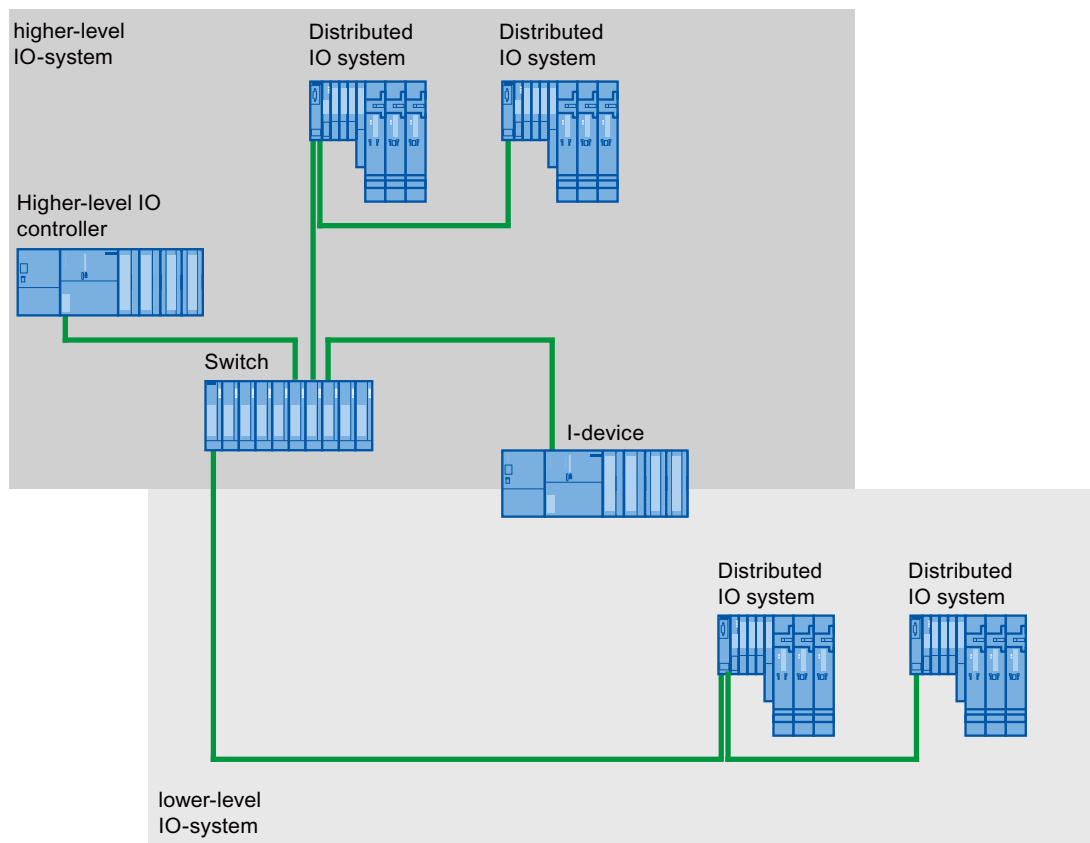 higher-level
IO-system
Distributed
IO system
Distributed
IO system
Higher-level IO
controller
Switch
I-device
Distributed
IO system
Distributed
IO system
lower-level
IO-system